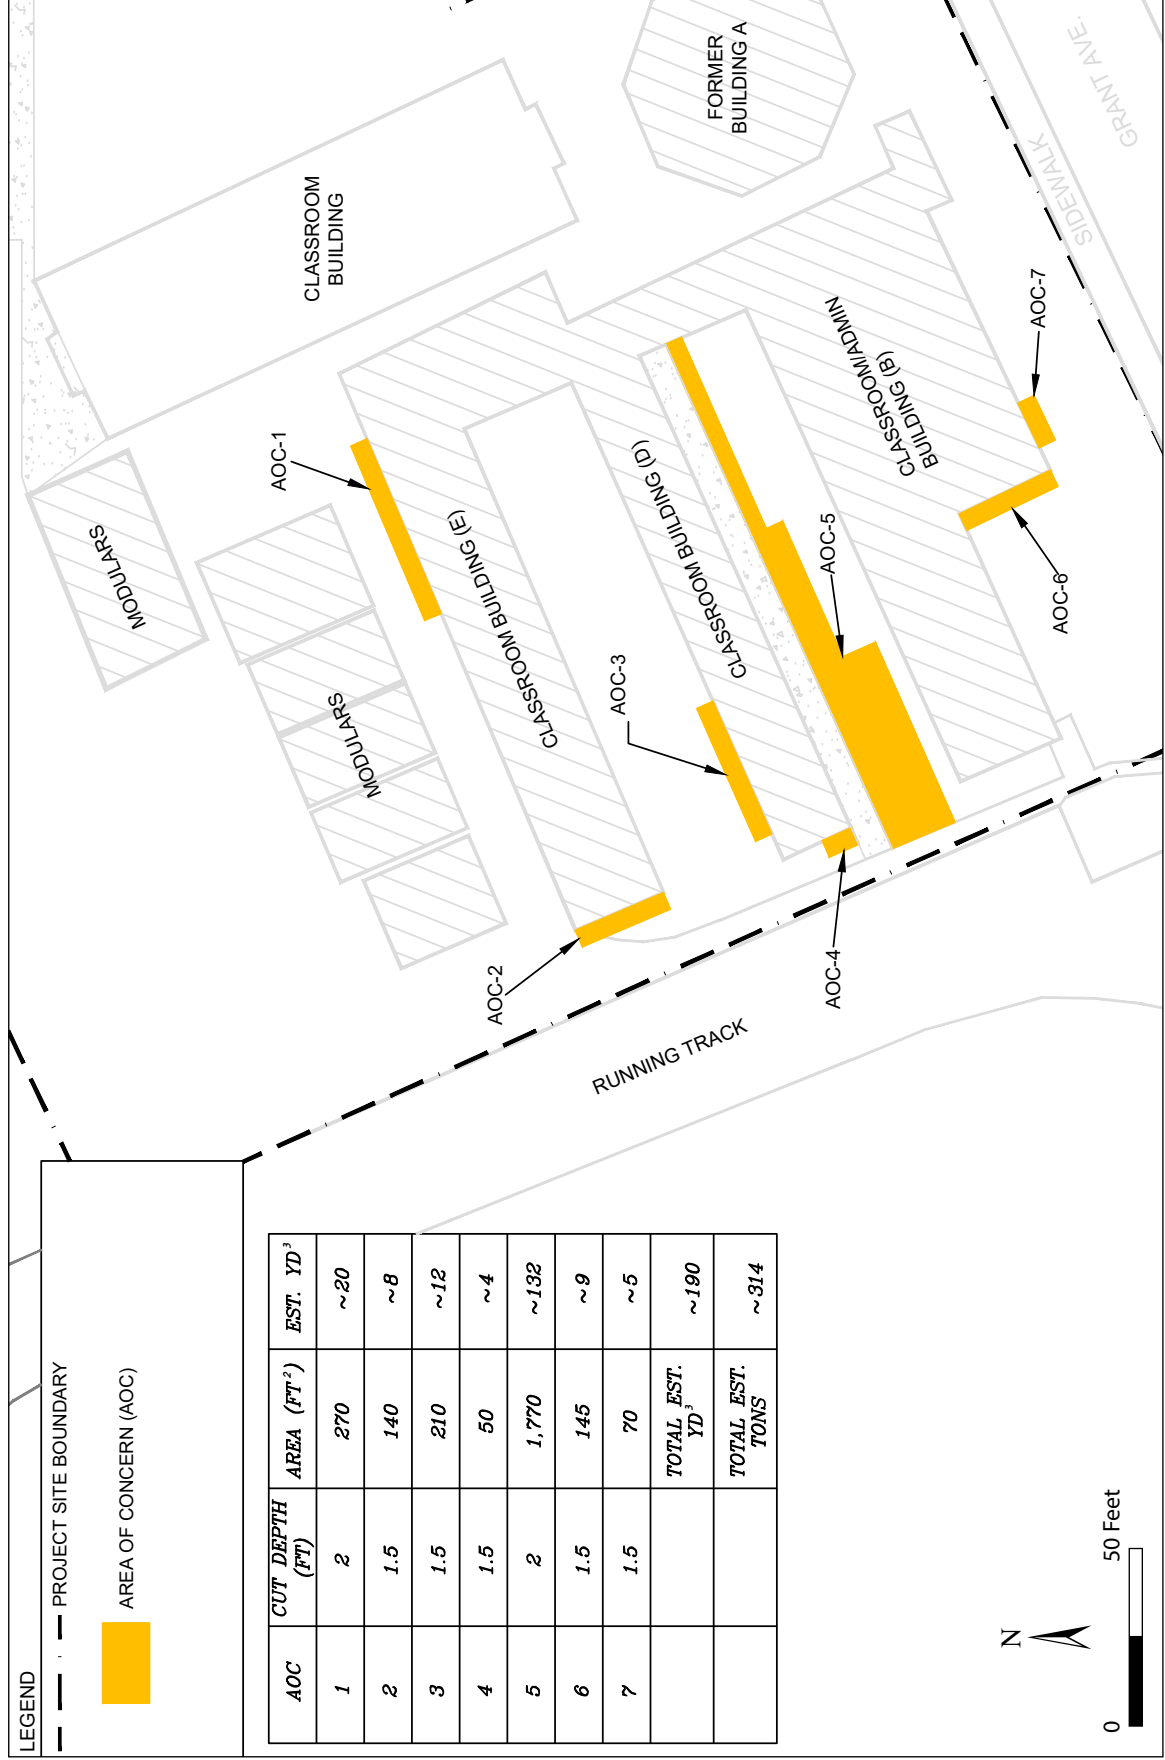 LEGEND
PROJECT SITE BOUNDARY
AREA OF CONCERN (AOC)
AOC CUT DEPTH (FT) AREA (FT²) EST. YD³
1 2 270 ~20
2 1.5 140 ~8
3 1.5 210 ~12
4 1.5 50 ~4
5 2 1,770 ~132
6 1.5 145 ~9
7 1.5 70 ~5
TOTAL EST. YD³ ~190
TOTAL EST. TONS ~314
N
0 50 Feet
MODULARS
MODULARS
CLASSROOM
BUILDING
FORMER
BUILDING A
AOC-1
CLASSROOM BUILDING (E)
AOC-2
AOC-3
CLASSROOM BUILDING (D)
AOC-4
AOC-5
CLASSROOM/ADMIN
BUILDING (B)
AOC-6
AOC-7
RUNNING TRACK
SIDEWALK
GRANT AVE.